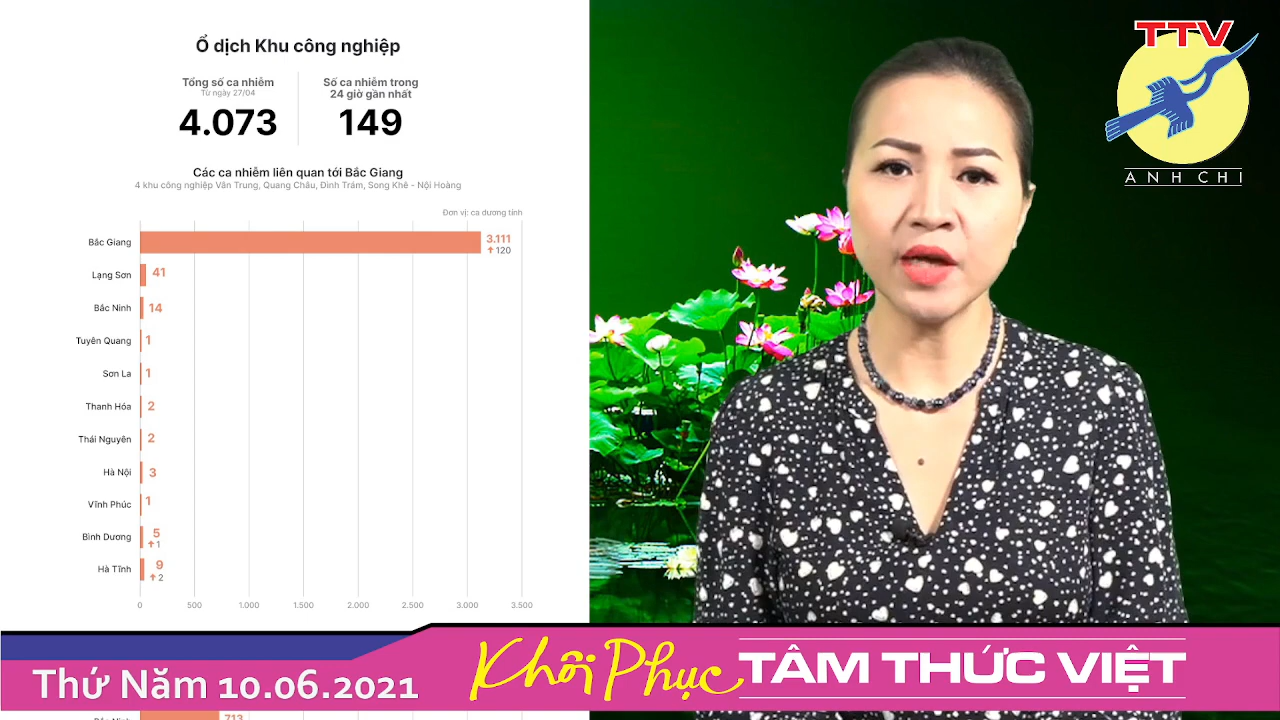 Ổ dịch Khu công nghiệp
Tổng số ca nhiễm
Từ ngày 27/04
4.073
Số ca nhiễm trong
24 giờ gần nhất
149
Các ca nhiễm liên quan tới Bắc Giang
4 khu công nghiệp Vân Trung, Quang Châu, Đình Trám, Song Khê - Nội Hoàng
Đơn vị: ca dương tính
Bắc Giang 3.111
↑ 120
Lạng Sơn 41
Bắc Ninh 14
Tuyên Quang 1
Sơn La 1
Thanh Hóa 2
Thái Nguyên 2
Hà Nội 3
Vĩnh Phúc 1
Bình Dương 5
↑ 1
Hà Tĩnh 9
↑ 2
0 500 1.000 1.500 2.000 2.500 3.000 3.500
TTV
ANH CHI
Khôi Phục TÂM THỨC VIỆT
Thứ Năm 10.06.2021
Bắc Ninh 713